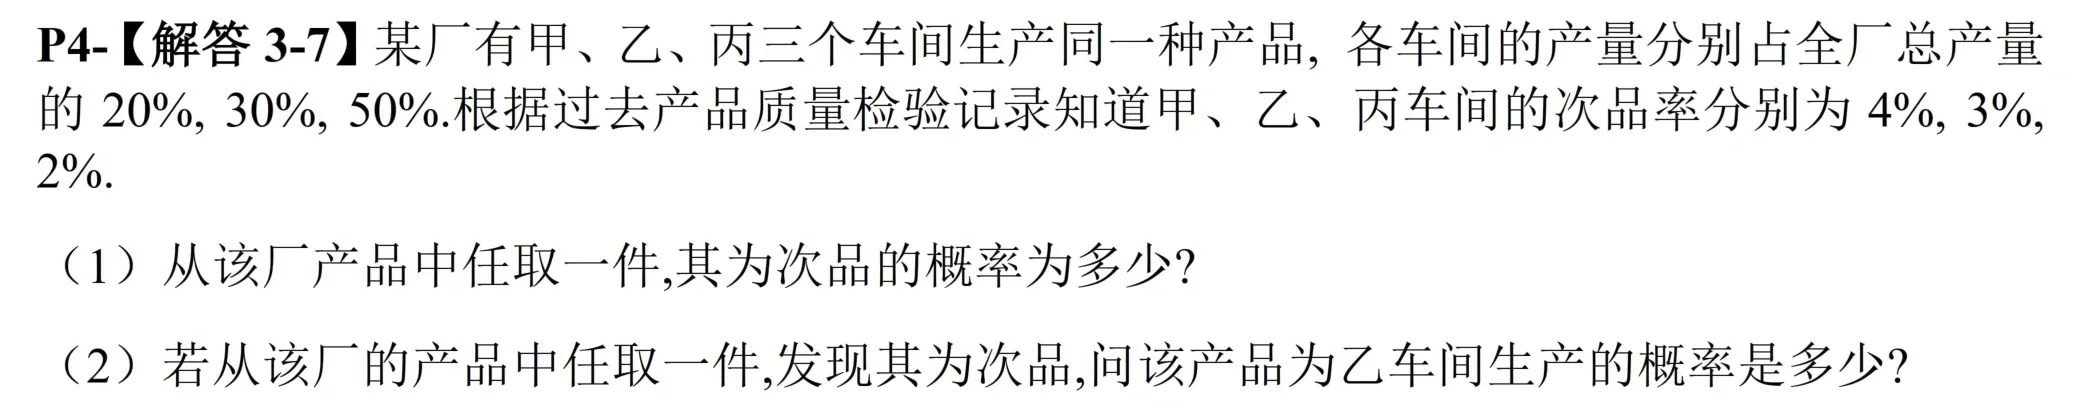 P4-【解答 3-7】某厂有甲、乙、丙三个车间生产同一种产品, 各车间的产量分别占全厂总产量
的 20%, 30%, 50%.根据过去产品质量检验记录知道甲、乙、丙车间的次品率分别为 4%, 3%,
2%.
（1）从该厂产品中任取一件,其为次品的概率为多少?
（2）若从该厂的产品中任取一件,发现其为次品,问该产品为乙车间生产的概率是多少?